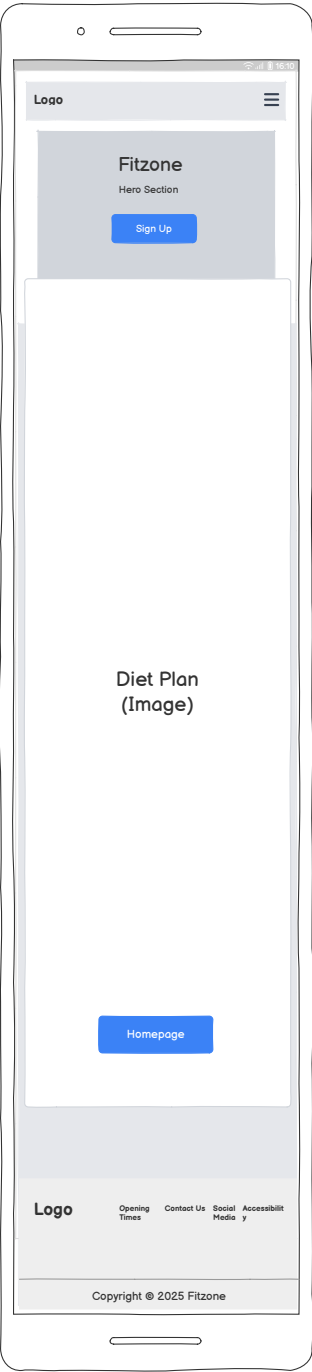 16:10
Logo
Fitzone
Hero Section
Sign Up
Diet Plan
(Image)
Homepage
Logo
Opening
Times
Contact Us
Social
Media
Accessibilit
y
Copyright © 2025 Fitzone